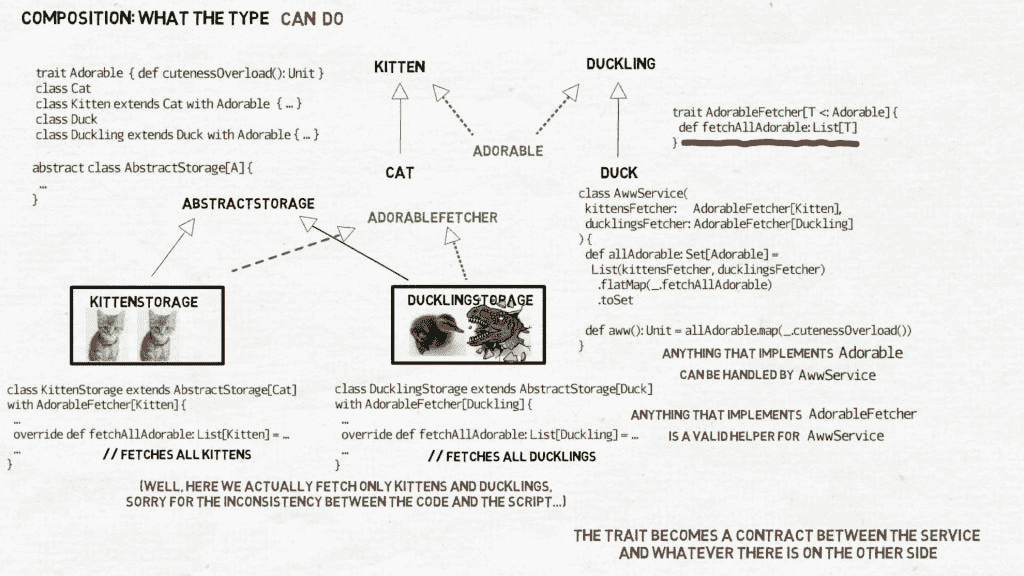 COMPOSITION: WHAT THE TYPE CAN DO
trait Adorable { def cutenessOverload(): Unit }
class Cat
class Kitten extends Cat with Adorable { … }
class Duck
class Duckling extends Duck with Adorable { … }
abstract class AbstractStorage[A]{
…
}
KITTEN
DUCKLING
ADORABLE
CAT
DUCK
trait AdorableFetcher[T <: Adorable]{
def fetchAllAdorable: List[T]
}
ABSTRACTSTORAGE
ADORABLEFETCHER
KITTENSTORAGE
DUCKLINGSTORAGE
class AwwService(
kittensFetcher: AdorableFetcher[Kitten],
ducklingsFetcher: AdorableFetcher[Duckling]
) {
def allAdorable: Set[Adorable] =
List(kittensFetcher, ducklingsFetcher)
.flatMap(_.fetchAllAdorable)
.toSet
def aww(): Unit = allAdorable.map(_.cutenessOverload())
}
ANYTHING THAT IMPLEMENTS Adorable
CAN BE HANDLED BY AwwService
ANYTHING THAT IMPLEMENTS AdorableFetcher
IS A VALID HELPER FOR AwwService
class KittenStorage extends AbstractStorage[Cat]
with AdorableFetcher[Kitten] {
…
override def fetchAllAdorable: List[Kitten] = …
…
// FETCHES ALL KITTENS
}
class DucklingStorage extends AbstractStorage[Duck]
with AdorableFetcher[Duckling] {
…
override def fetchAllAdorable: List[Duckling] = …
…
// FETCHES ALL DUCKLINGS
}
(WELL, HERE WE ACTUALLY FETCH ONLY KITTENS AND DUCKLINGS,
SORRY FOR THE INCONSISTENCY BETWEEN THE CODE AND THE SCRIPT…)
THE TRAIT BECOMES A CONTRACT BETWEEN THE SERVICE
AND WHATEVER THERE IS ON THE OTHER SIDE